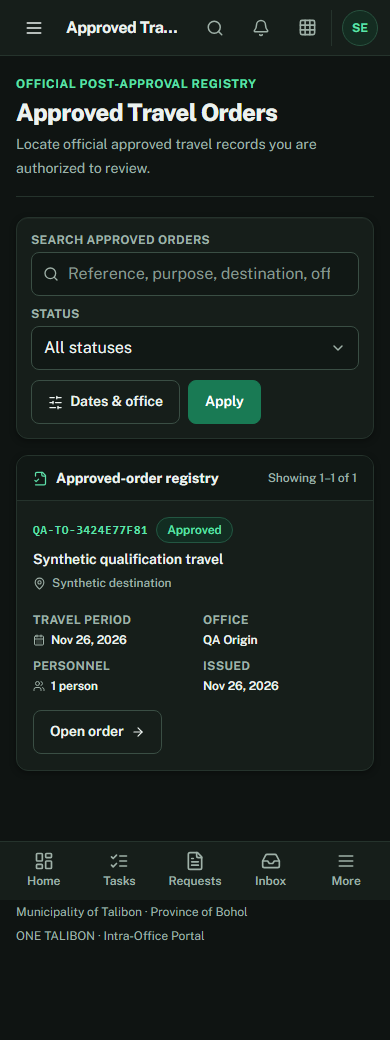 Approved Tra...
SE
OFFICIAL POST-APPROVAL REGISTRY
Approved Travel Orders
Locate official approved travel records you are
authorized to review.
SEARCH APPROVED ORDERS
Reference, purpose, destination, off
STATUS
All statuses
Dates & office
Apply
Approved-order registry
Showing 1–1 of 1
QA-TO-3424E77F81
Approved
Synthetic qualification travel
Synthetic destination
TRAVEL PERIOD
Nov 26, 2026
OFFICE
QA Origin
PERSONNEL
1 person
ISSUED
Nov 26, 2026
Open order
Home
Tasks
Requests
Inbox
More
Municipality of Talibon · Province of Bohol
ONE TALIBON · Intra-Office Portal